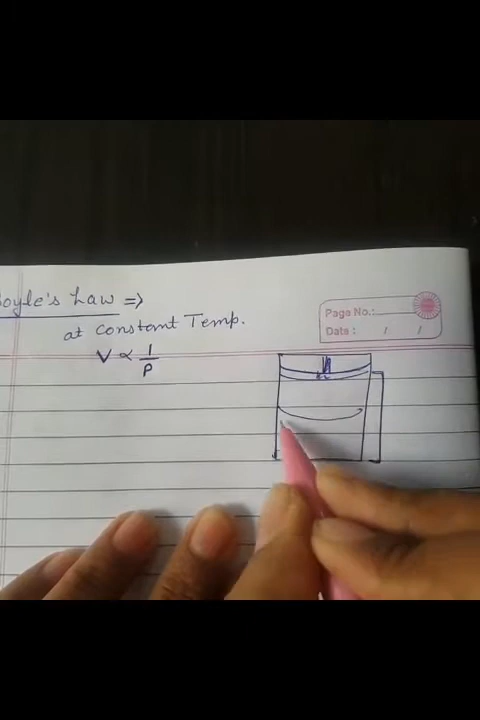 oyle's Law =>
at constant Temp.
V ∝ 1/P
Page No.:
Date : / /